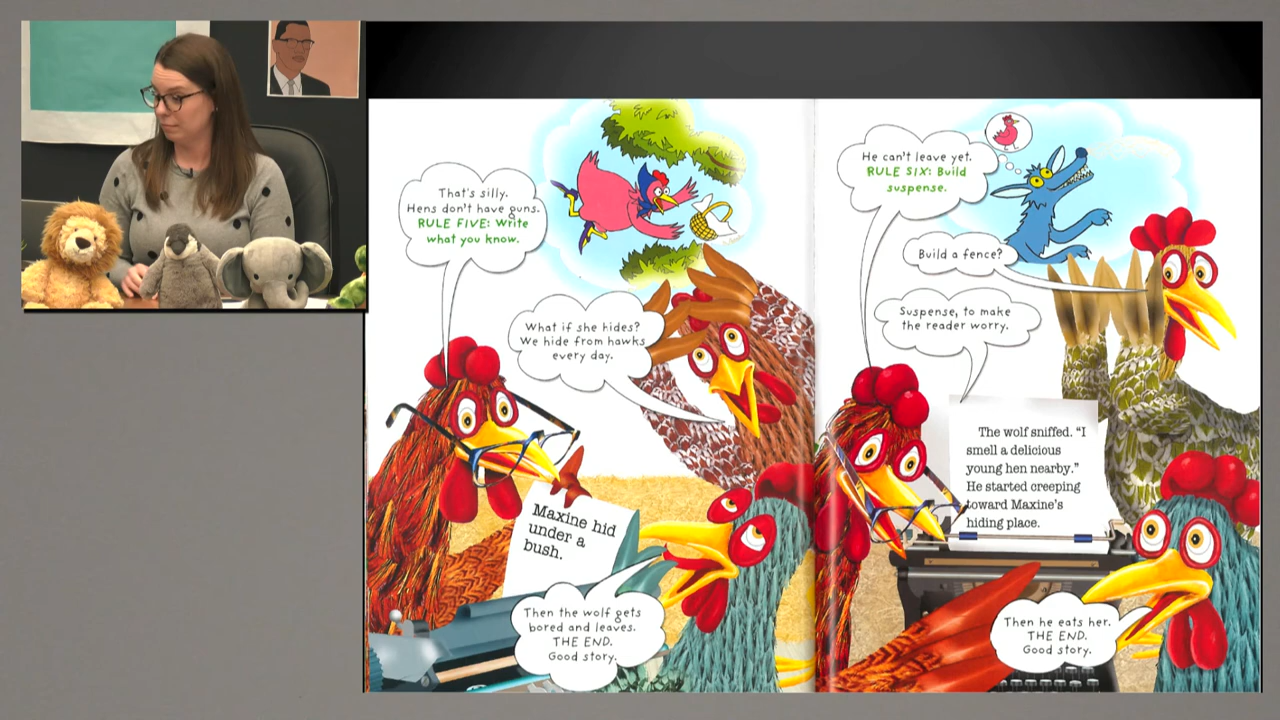 That's silly.
Hens don't have guns.
RULE FIVE: Write
what you know.
What if she hides?
We hide from hawks
every day.
Maxine hid
under a
bush.
Then the wolf gets
bored and leaves.
THE END.
Good story.
He can't leave yet.
RULE SIX: Build
suspense.
Build a fence?
Suspense, to make
the reader worry.
The wolf sniffed. "I
smell a delicious
young hen nearby."
He started creeping
toward Maxine's
hiding place.
Then he eats her.
THE END.
Good story.